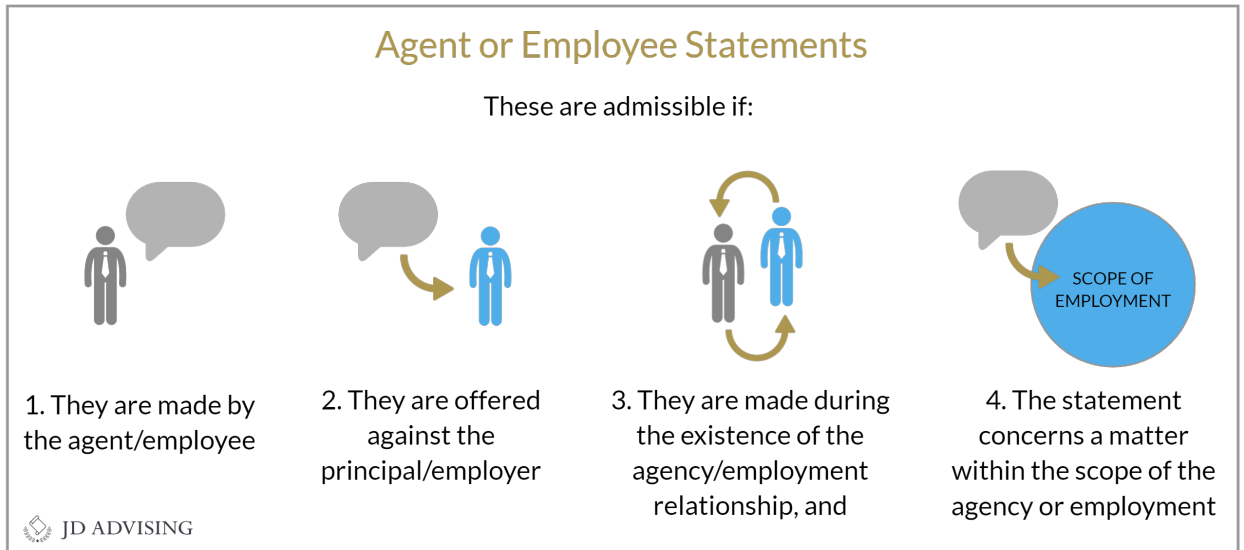 Agent or Employee Statements
These are admissible if:
SCOPE OF
EMPLOYMENT
1. They are made by
the agent/employee
2. They are offered
against the
principal/employer
3. They are made during
the existence of the
agency/employment
relationship, and
4. The statement
concerns a matter
within the scope of the
agency or employment
JD ADVISING